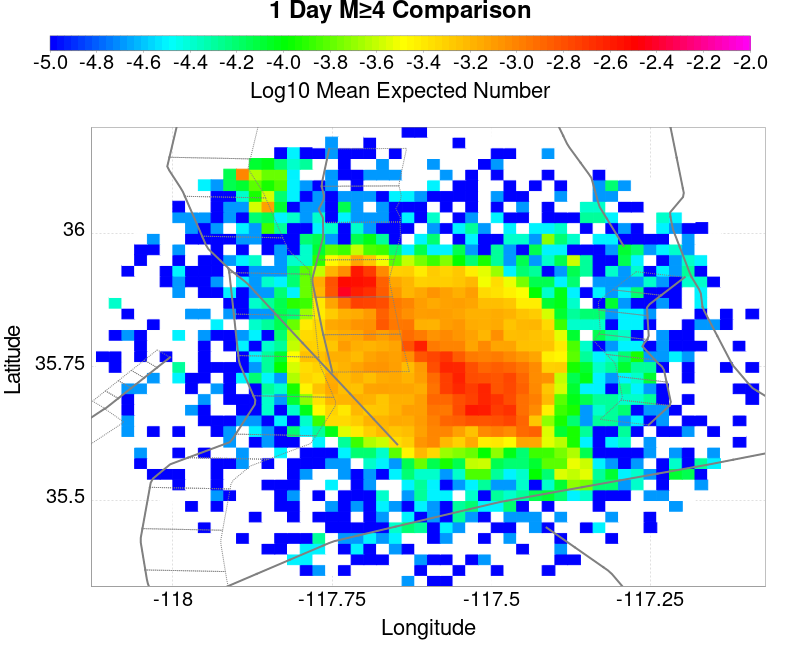 1 Day M≥4 Comparison
-5.0 -4.8 -4.6 -4.4 -4.2 -4.0 -3.8 -3.6 -3.4 -3.2 -3.0 -2.8 -2.6 -2.4 -2.2 -2.0
Log10 Mean Expected Number
36
35.75
35.5
Latitude
-118 -117.75 -117.5 -117.25
Longitude